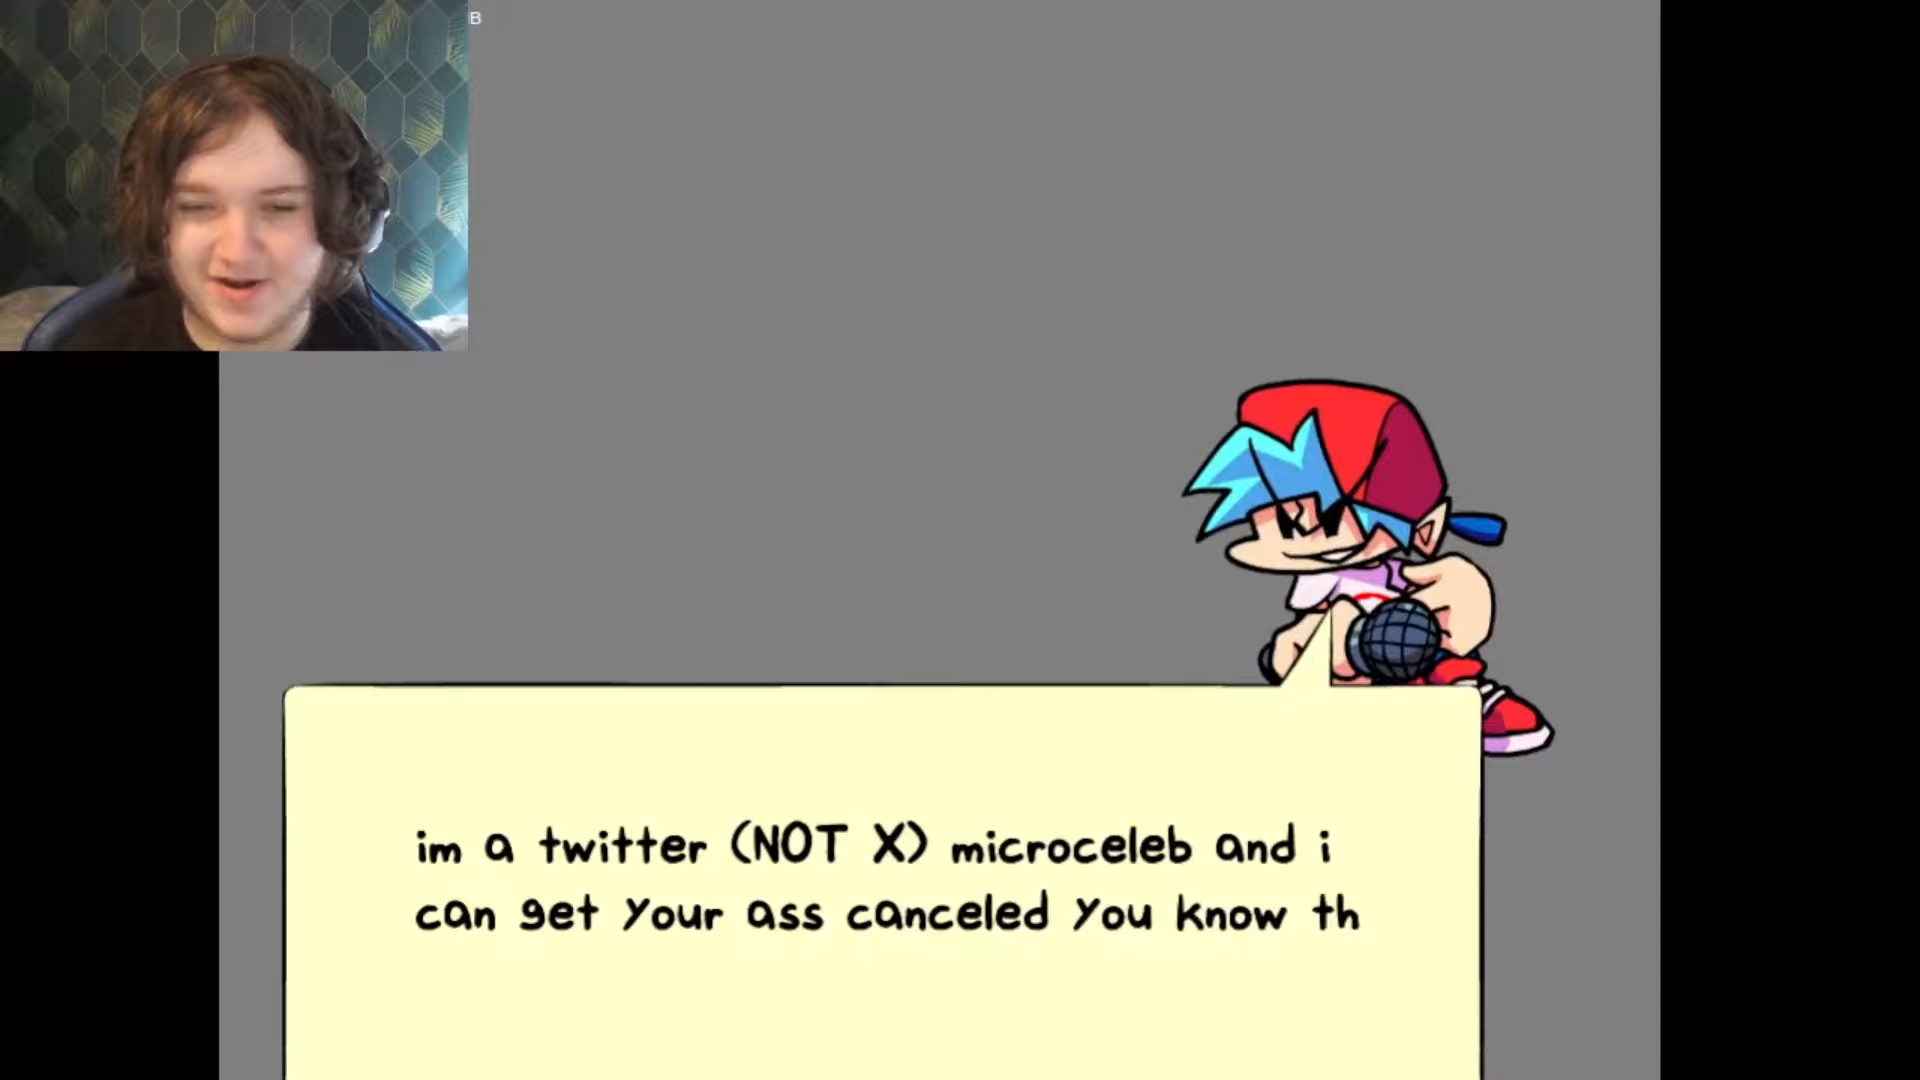 B
im a twitter (NOT X) microceleb and i
can get your ass canceled you know th